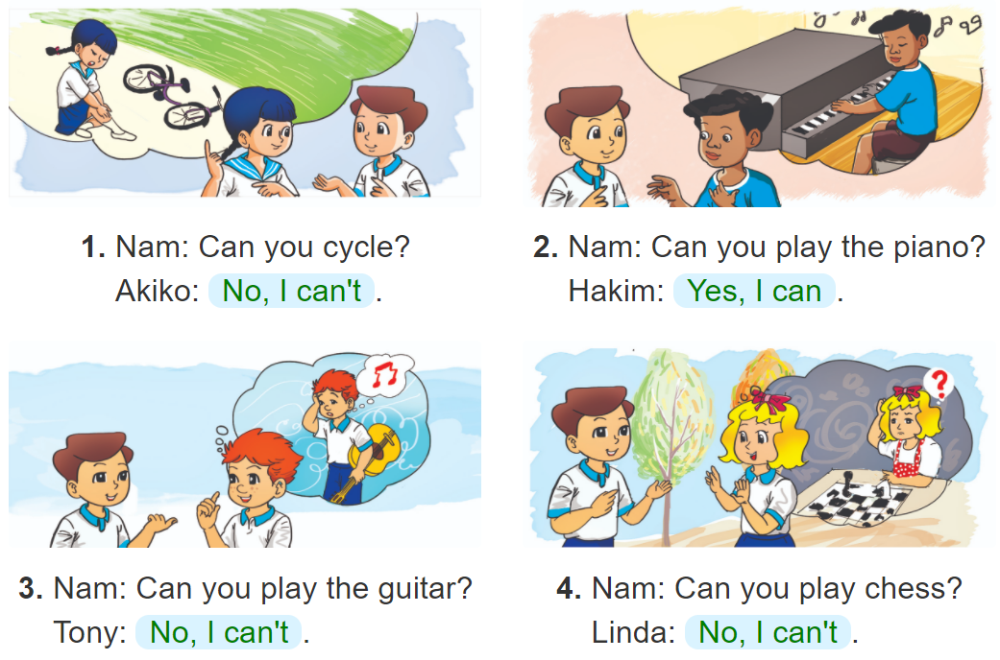 1. Nam: Can you cycle?
Akiko: No, I can't .
2. Nam: Can you play the piano?
Hakim: Yes, I can .
?
3. Nam: Can you play the guitar?
Tony: No, I can't .
4. Nam: Can you play chess?
Linda: No, I can't .